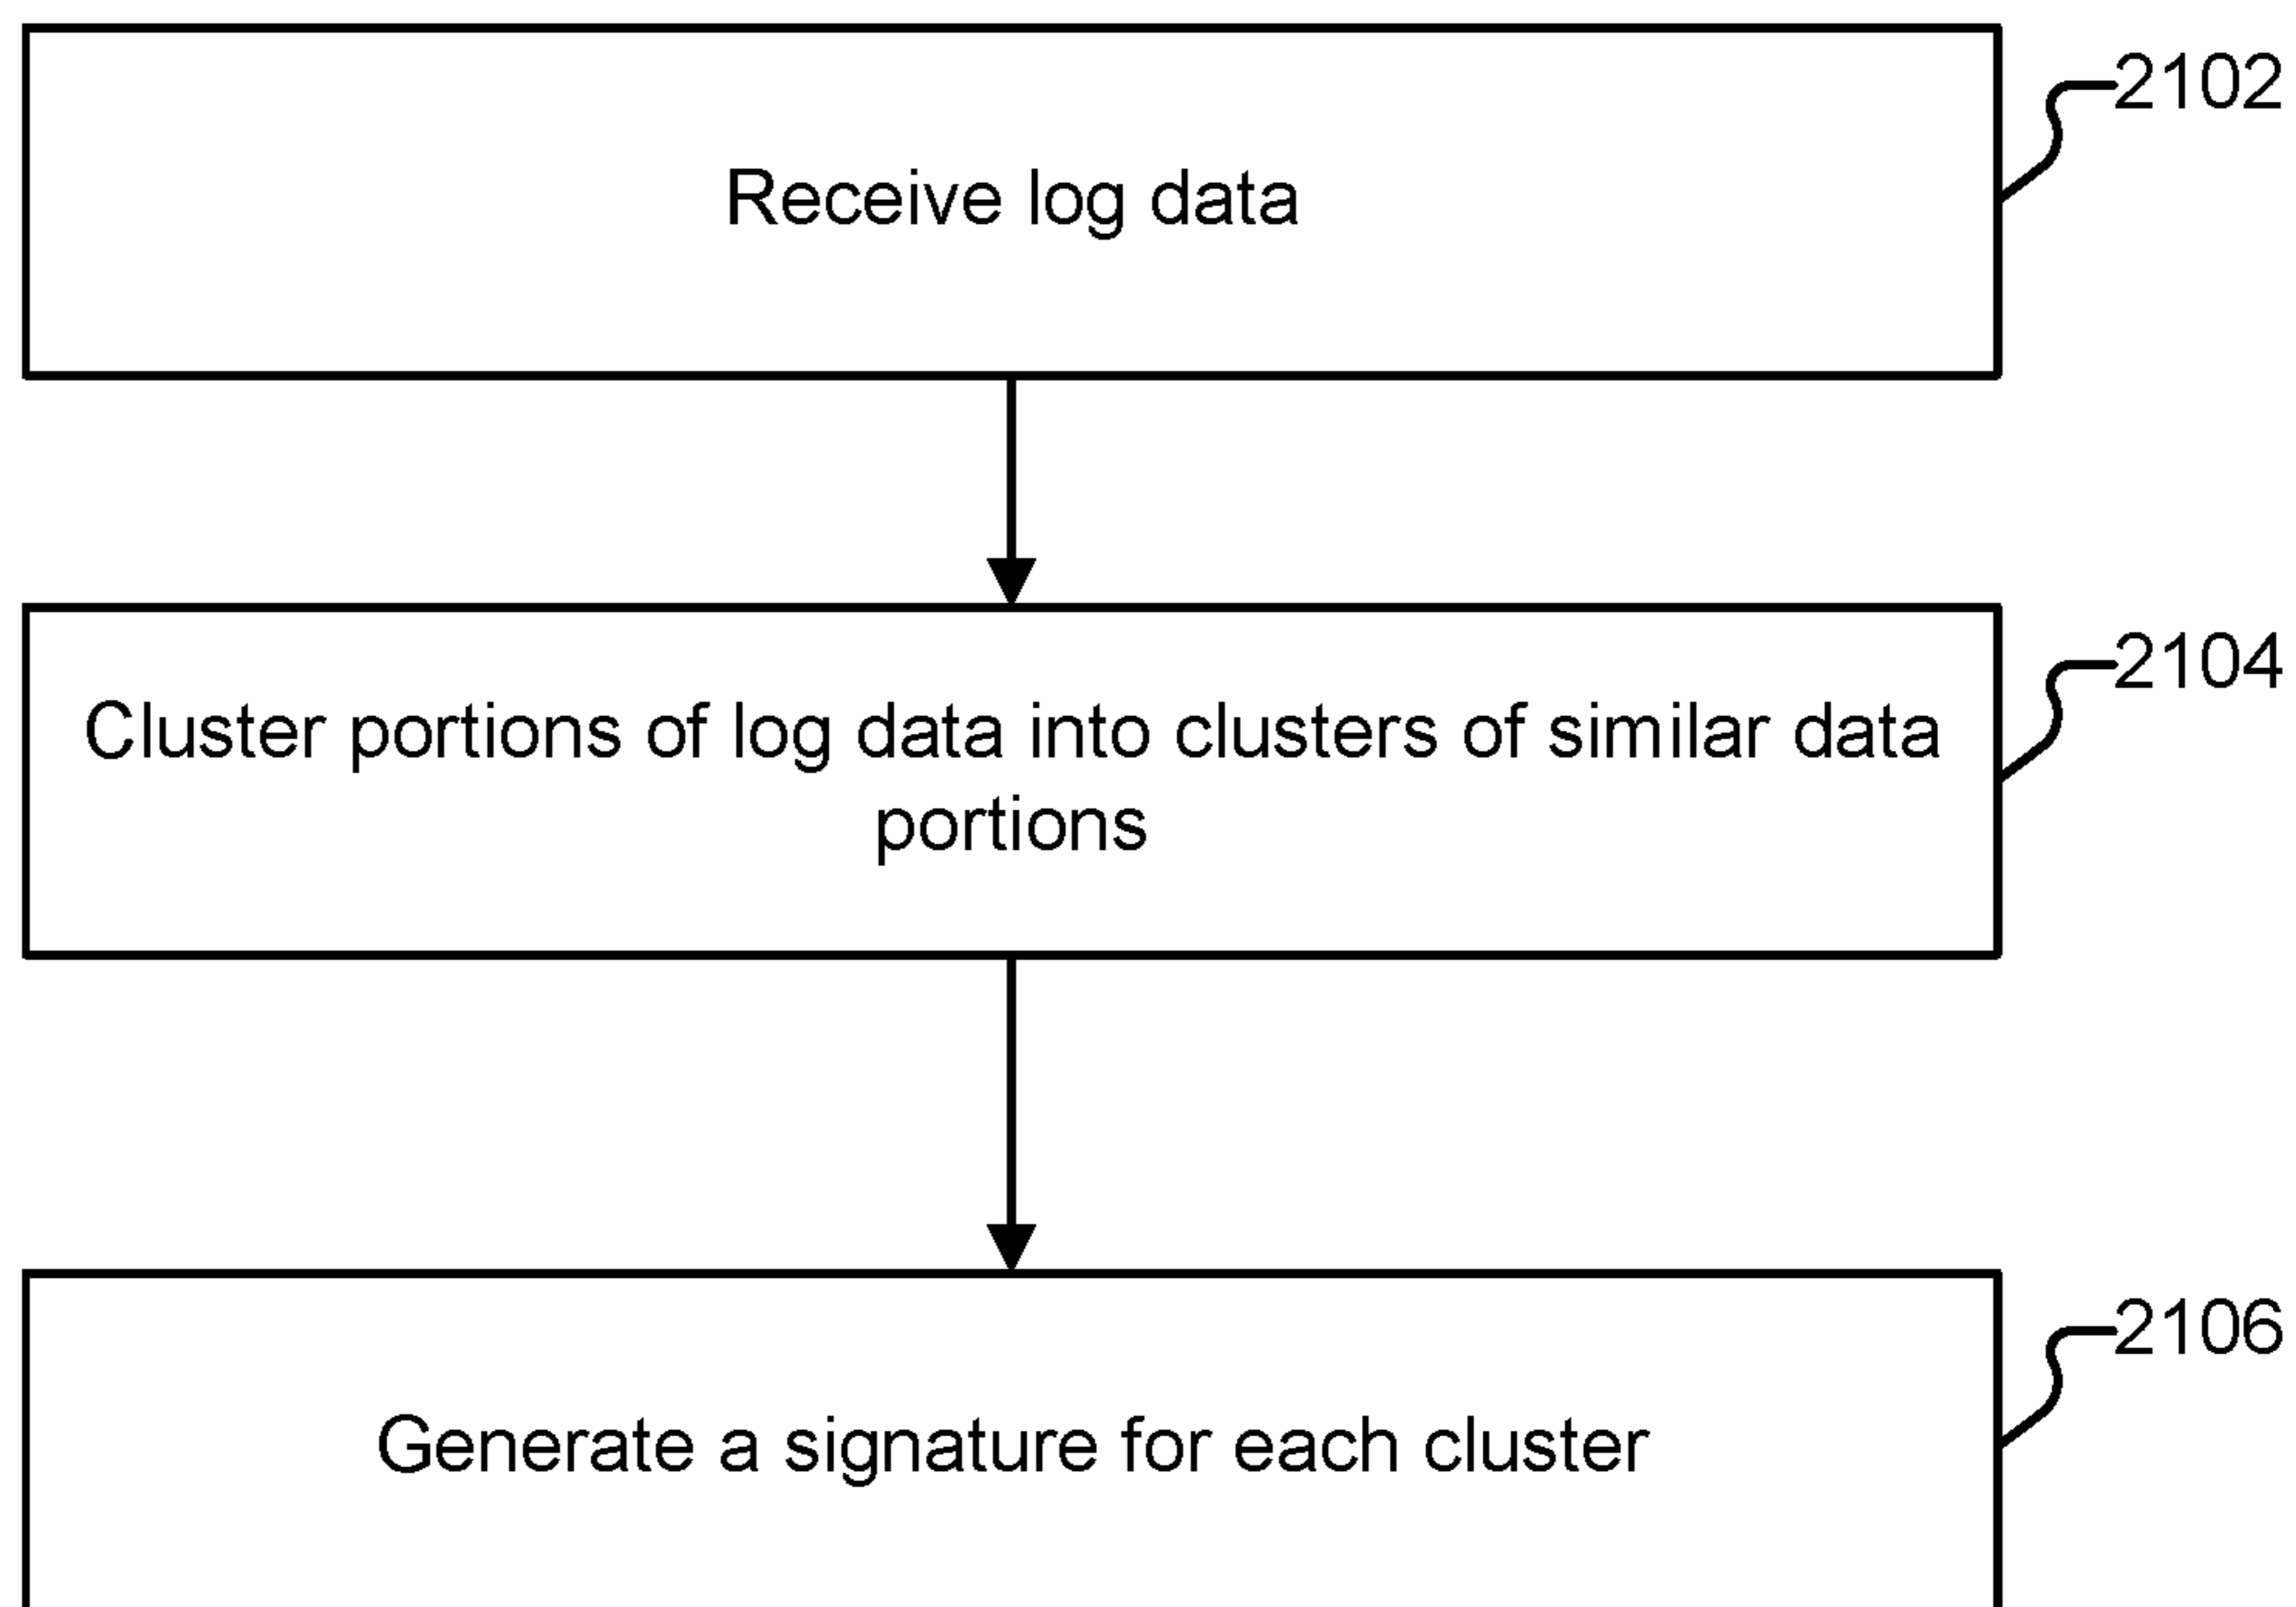 2102
Receive log data
2104
Cluster portions of log data into clusters of similar data
portions
2106
Generate a signature for each cluster